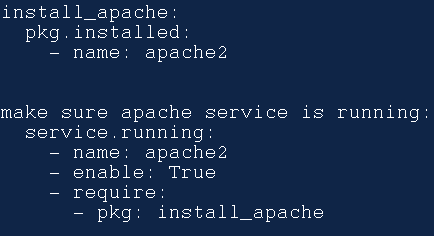 install_apache:
  pkg.installed:
    - name: apache2
make sure apache service is running:
  service.running:
    - name: apache2
    - enable: True
    - require:
      - pkg: install_apache